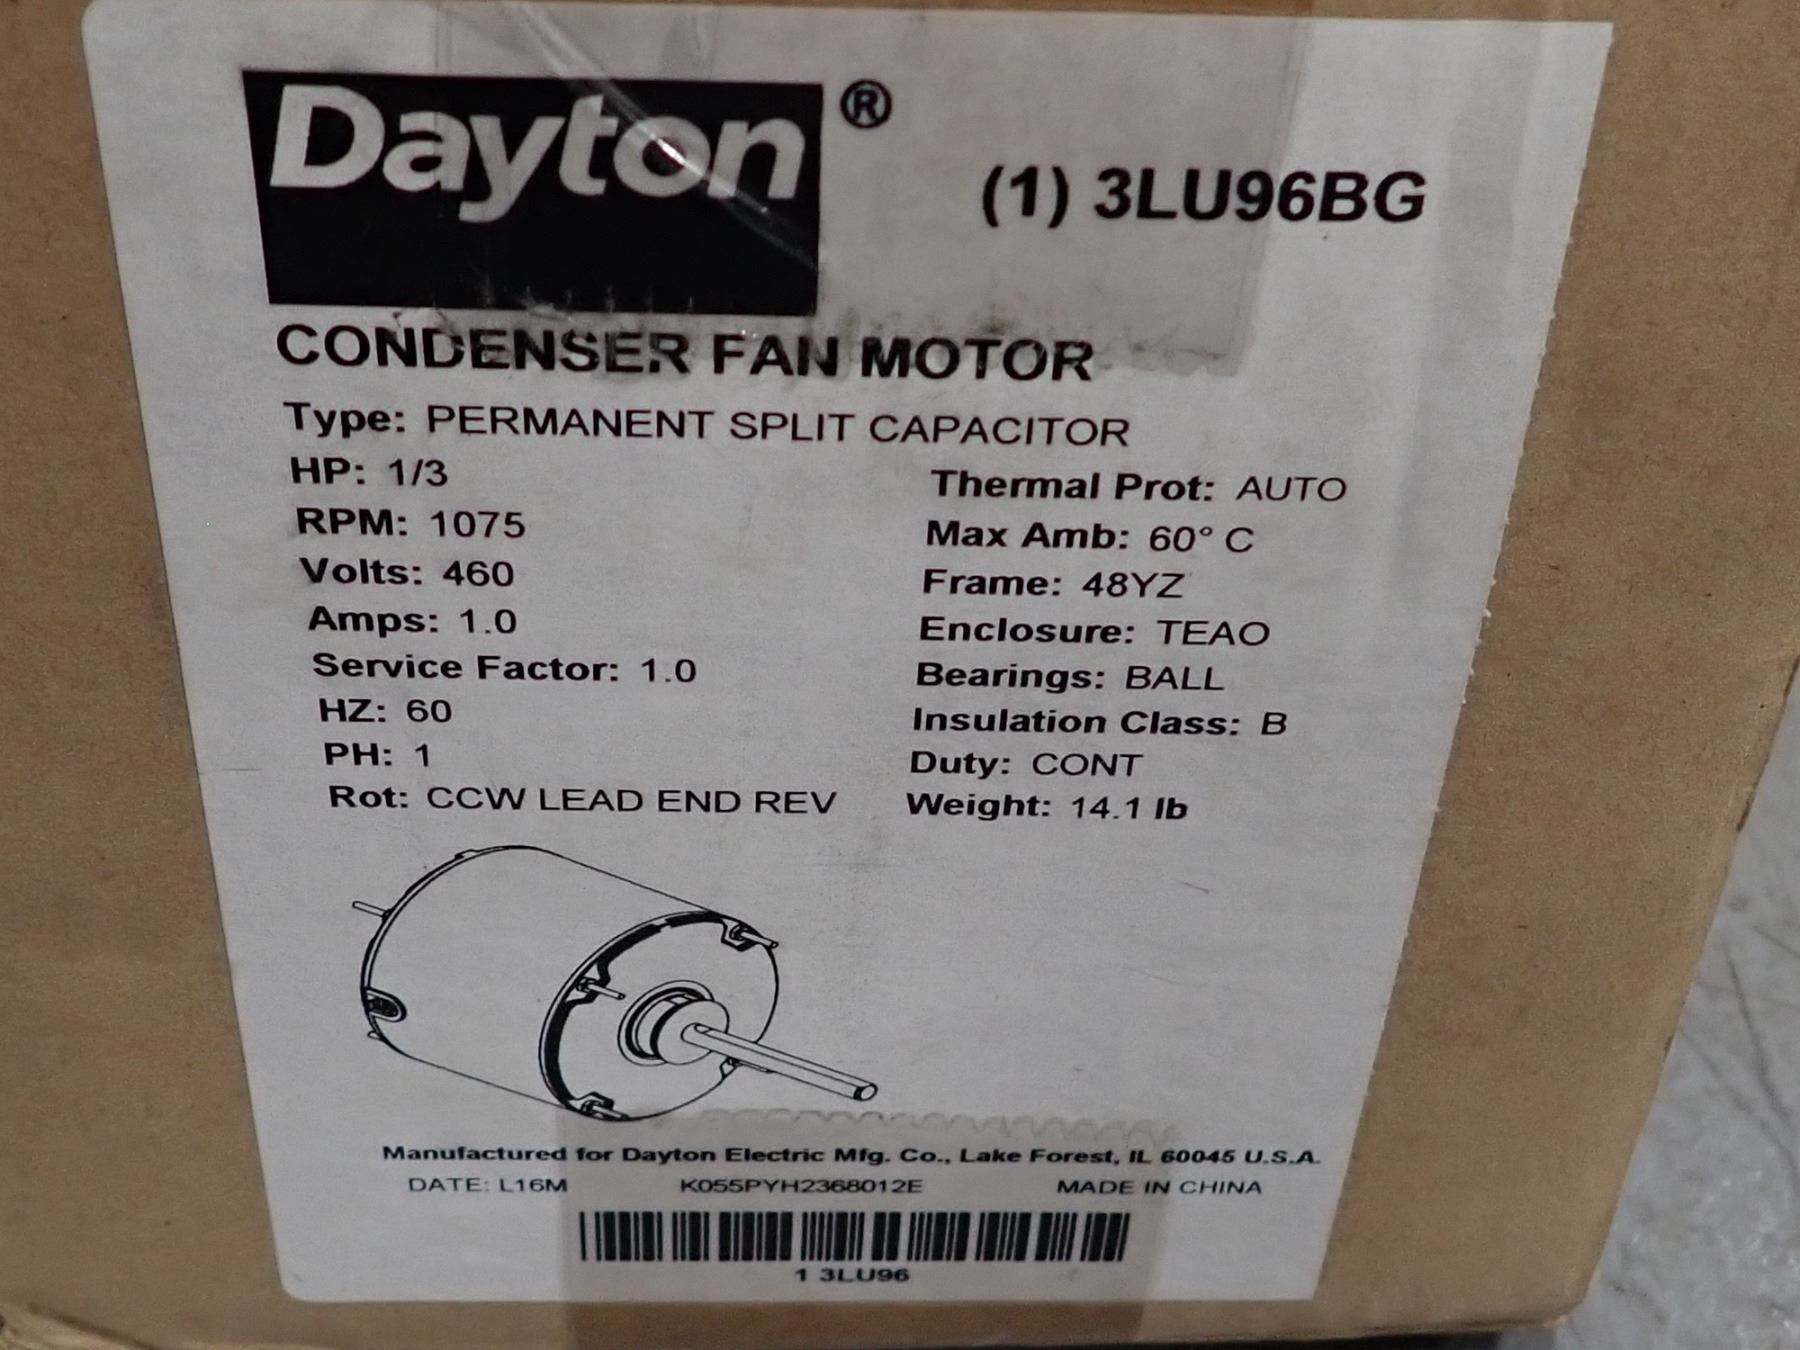 Dayton®
(1) 3LU96BG
CONDENSER FAN MOTOR
Type: PERMANENT SPLIT CAPACITOR
HP: 1/3
RPM: 1075
Volts: 460
Amps: 1.0
Service Factor: 1.0
HZ: 60
PH: 1
Rot: CCW LEAD END REV
Thermal Prot: AUTO
Max Amb: 60° C
Frame: 48YZ
Enclosure: TEAO
Bearings: BALL
Insulation Class: B
Duty: CONT
Weight: 14.1 lb
Manufactured for Dayton Electric Mfg. Co., Lake Forest, IL 60045 U.S.A.
DATE: L16M K055PYH2368012E MADE IN CHINA
1 3LU96